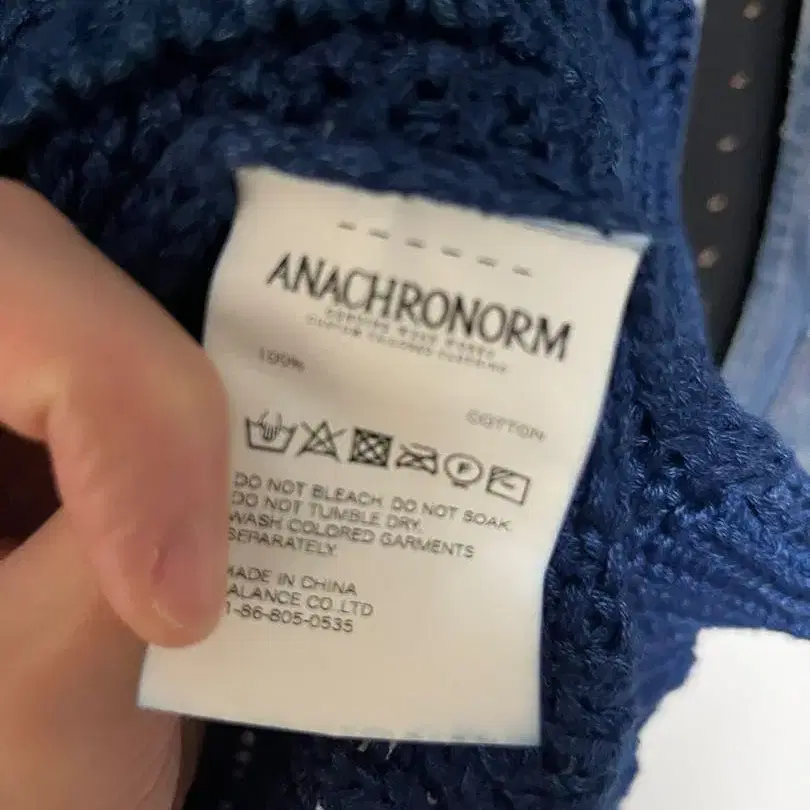 ANACHRONORM
100%
COTTON
DO NOT BLEACH. DO NOT SOAK.
DO NOT TUMBLE DRY.
WASH COLORED GARMENTS
SEPARATELY.
MADE IN CHINA
ALANCE CO.,LTD
1-86-805-0535